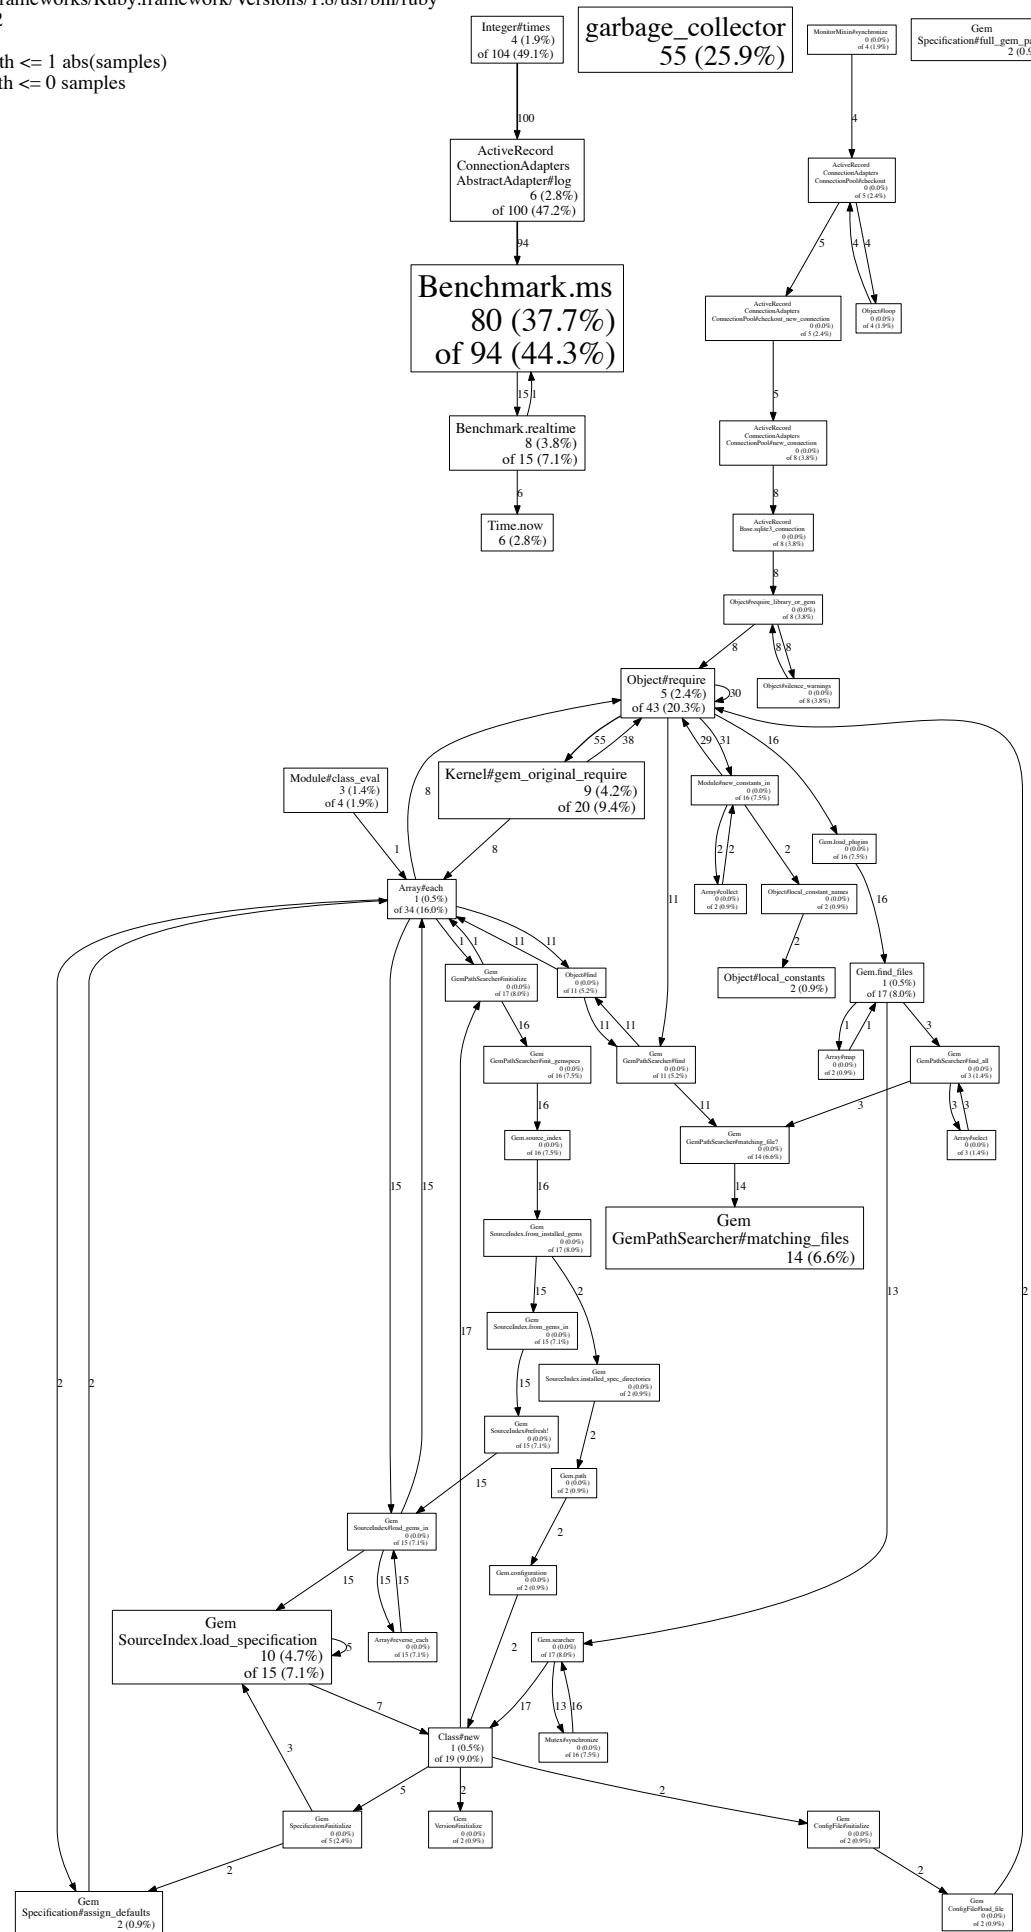 rameworks/Ruby.framework/Versions/1.8/usr/bin/ruby
2
th <= 1 abs(samples)
th <= 0 samples
Integer#times
4 (1.9%)
of 104 (49.1%)
garbage_collector
55 (25.9%)
MonitorMixin#synchronize
0 (0.0%)
of 4 (1.9%)
Gem
Specification#full_gem_pa
2 (0.9
100
4
ActiveRecord
ConnectionAdapters
AbstractAdapter#log
6 (2.8%)
of 100 (47.2%)
ActiveRecord
ConnectionAdapters
ConnectionPool#checkout
0 (0.0%)
of 5 (2.4%)
94
5
4
4
Benchmark.ms
80 (37.7%)
of 94 (44.3%)
ActiveRecord
ConnectionAdapters
ConnectionPool#checkout_new_connection
0 (0.0%)
of 5 (2.4%)
Object#loop
0 (0.0%)
of 4 (1.9%)
15
1
5
Benchmark.realtime
8 (3.8%)
of 15 (7.1%)
ActiveRecord
ConnectionAdapters
ConnectionPool#new_connection
0 (0.0%)
of 8 (3.8%)
6
8
Time.now
6 (2.8%)
ActiveRecord
Base.sqlite3_connection
0 (0.0%)
of 8 (3.8%)
8
Object#require_library_or_gem
0 (0.0%)
of 8 (3.8%)
8
8
8
Object#require
5 (2.4%)
of 43 (20.3%)
30
Object#silence_warnings
0 (0.0%)
of 8 (3.8%)
55
38
29
31
16
Module#class_eval
3 (1.4%)
of 4 (1.9%)
8
Kernel#gem_original_require
9 (4.2%)
of 20 (9.4%)
Module#new_constants_in
0 (0.0%)
of 16 (7.5%)
1
8
11
2
2
2
Gem.load_plugins
0 (0.0%)
of 16 (7.5%)
Array#each
1 (0.5%)
of 34 (16.0%)
Array#collect
0 (0.0%)
of 2 (0.9%)
Object#local_constant_names
0 (0.0%)
of 2 (0.9%)
16
1
1
11
11
2
Gem
GemPathSearcher#initialize
0 (0.0%)
of 17 (8.0%)
Object#find
0 (0.0%)
of 11 (5.2%)
Object#local_constants
2 (0.9%)
Gem.find_files
1 (0.5%)
of 17 (8.0%)
16
11
11
1
1
3
Gem
GemPathSearcher#init_gemspecs
0 (0.0%)
of 16 (7.5%)
Gem
GemPathSearcher#find
0 (0.0%)
of 11 (5.2%)
Array#map
0 (0.0%)
of 2 (0.9%)
Gem
GemPathSearcher#find_all
0 (0.0%)
of 3 (1.4%)
16
11
3
3
3
Gem.source_index
0 (0.0%)
of 16 (7.5%)
Gem
GemPathSearcher#matching_file?
0 (0.0%)
of 14 (6.6%)
Array#select
0 (0.0%)
of 3 (1.4%)
15
15
16
14
Gem
SourceIndex.from_installed_gems
0 (0.0%)
of 17 (8.0%)
Gem
GemPathSearcher#matching_files
14 (6.6%)
15
2
13
2
17
Gem
SourceIndex.from_gems_in
0 (0.0%)
of 15 (7.1%)
2
2
15
Gem
SourceIndex.installed_spec_directories
0 (0.0%)
of 2 (0.9%)
Gem
SourceIndex#refresh!
0 (0.0%)
of 15 (7.1%)
2
15
Gem.path
0 (0.0%)
of 2 (0.9%)
Gem
SourceIndex#load_gems_in
0 (0.0%)
of 15 (7.1%)
2
15
15
15
Gem.configuration
0 (0.0%)
of 2 (0.9%)
Gem
SourceIndex.load_specification
10 (4.7%)
of 15 (7.1%)
5
Array#reverse_each
0 (0.0%)
of 15 (7.1%)
2
Gem.searcher
0 (0.0%)
of 17 (8.0%)
7
17
13
16
3
Class#new
1 (0.5%)
of 19 (9.0%)
Mutex#synchronize
0 (0.0%)
of 16 (7.5%)
5
2
2
Gem
Specification#initialize
0 (0.0%)
of 5 (2.4%)
Gem
Version#initialize
0 (0.0%)
of 2 (0.9%)
Gem
ConfigFile#initialize
0 (0.0%)
of 2 (0.9%)
2
2
Gem
Specification#assign_defaults
2 (0.9%)
Gem
ConfigFile#load_file
0 (0.0%)
of 2 (0.9%)